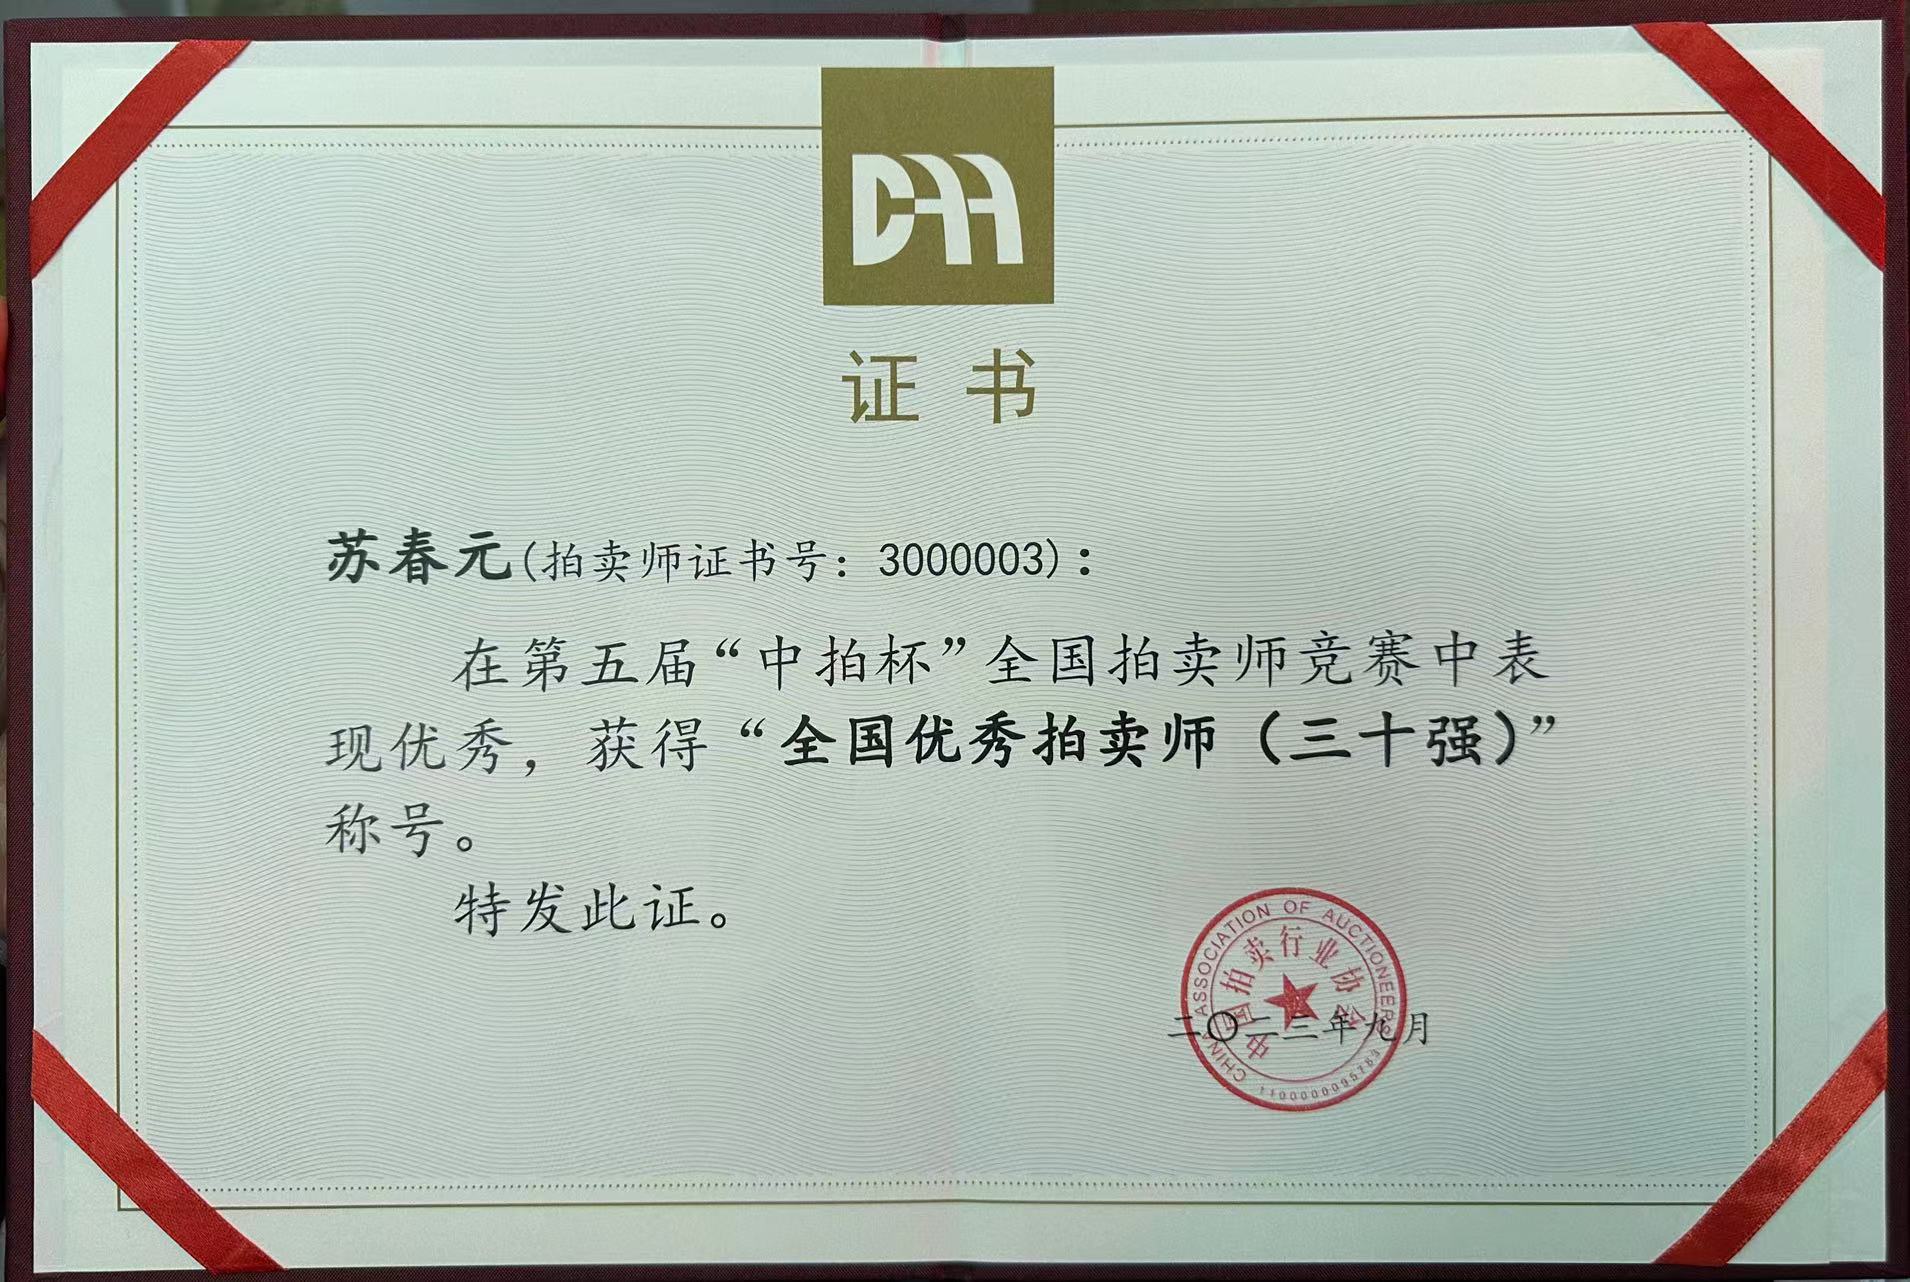 CAA
证书
苏春元(拍卖师证书号：3000003)：
在第五届“中拍杯”全国拍卖师竞赛中表
现优秀，获得“全国优秀拍卖师（三十强）”
称号。
特发此证。
CHINA ASSOCIATION OF AUCTIONEERS
中国拍卖行业协会
二〇二三年九月